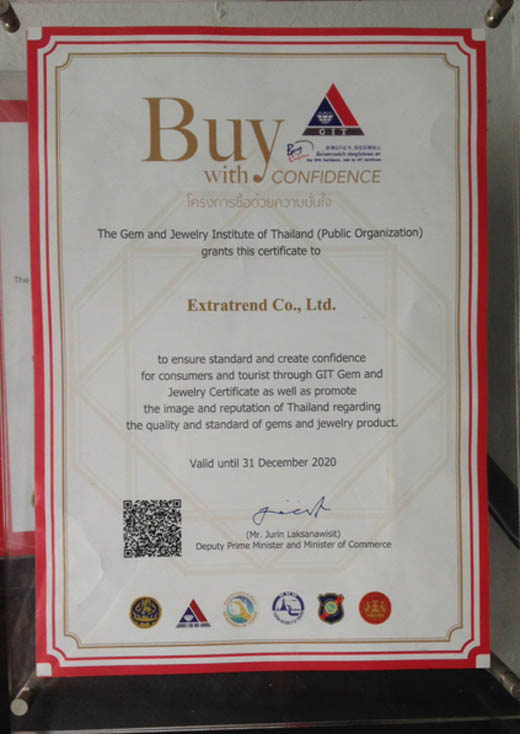 Buy
with CONFIDENCE
GIT
Buy With Confidence
โครงการซื้อด้วยความมั่นใจ
The Gem and Jewelry Institute of Thailand (Public Organization)
grants this certificate to
Extratrend Co., Ltd.
to ensure standard and create confidence
for consumers and tourist through GIT Gem and
Jewelry Certificate as well as promote
the image and reputation of Thailand regarding
the quality and standard of gems and jewelry product.
Valid until 31 December 2020
(Mr. Jurin Laksanawisit)
Deputy Prime Minister and Minister of Commerce
The